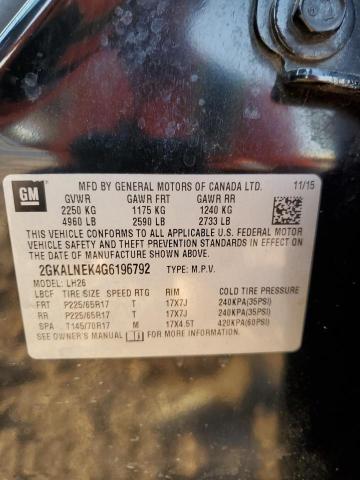 GM
MFD BY GENERAL MOTORS OF CANADA LTD. 11/15
GVWR GAWR FRT GAWR RR
2250 KG 1175 KG 1240 KG
4960 LB 2590 LB 2733 LB
THIS VEHICLE CONFORMS TO ALL APPLICABLE U.S. FEDERAL MOTOR
VEHICLE SAFETY AND THEFT PREVENTION STANDARDS IN EFFECT ON THE
DATE OF MANUFACTURE SHOWN ABOVE.
2GKALNEK4G6196792 TYPE: M.P.V.
MODEL: LH26
LBCF TIRE SIZE SPEED RTG RIM COLD TIRE PRESSURE
FRT P225/65R17 T 17X7J 240KPA(35PSI)
RR P225/65R17 T 17X7J 240KPA(35PSI)
SPA T145/70R17 M 17X4.5T 420KPA(60PSI)
SEE OWNER'S MANUAL FOR MORE INFORMATION.